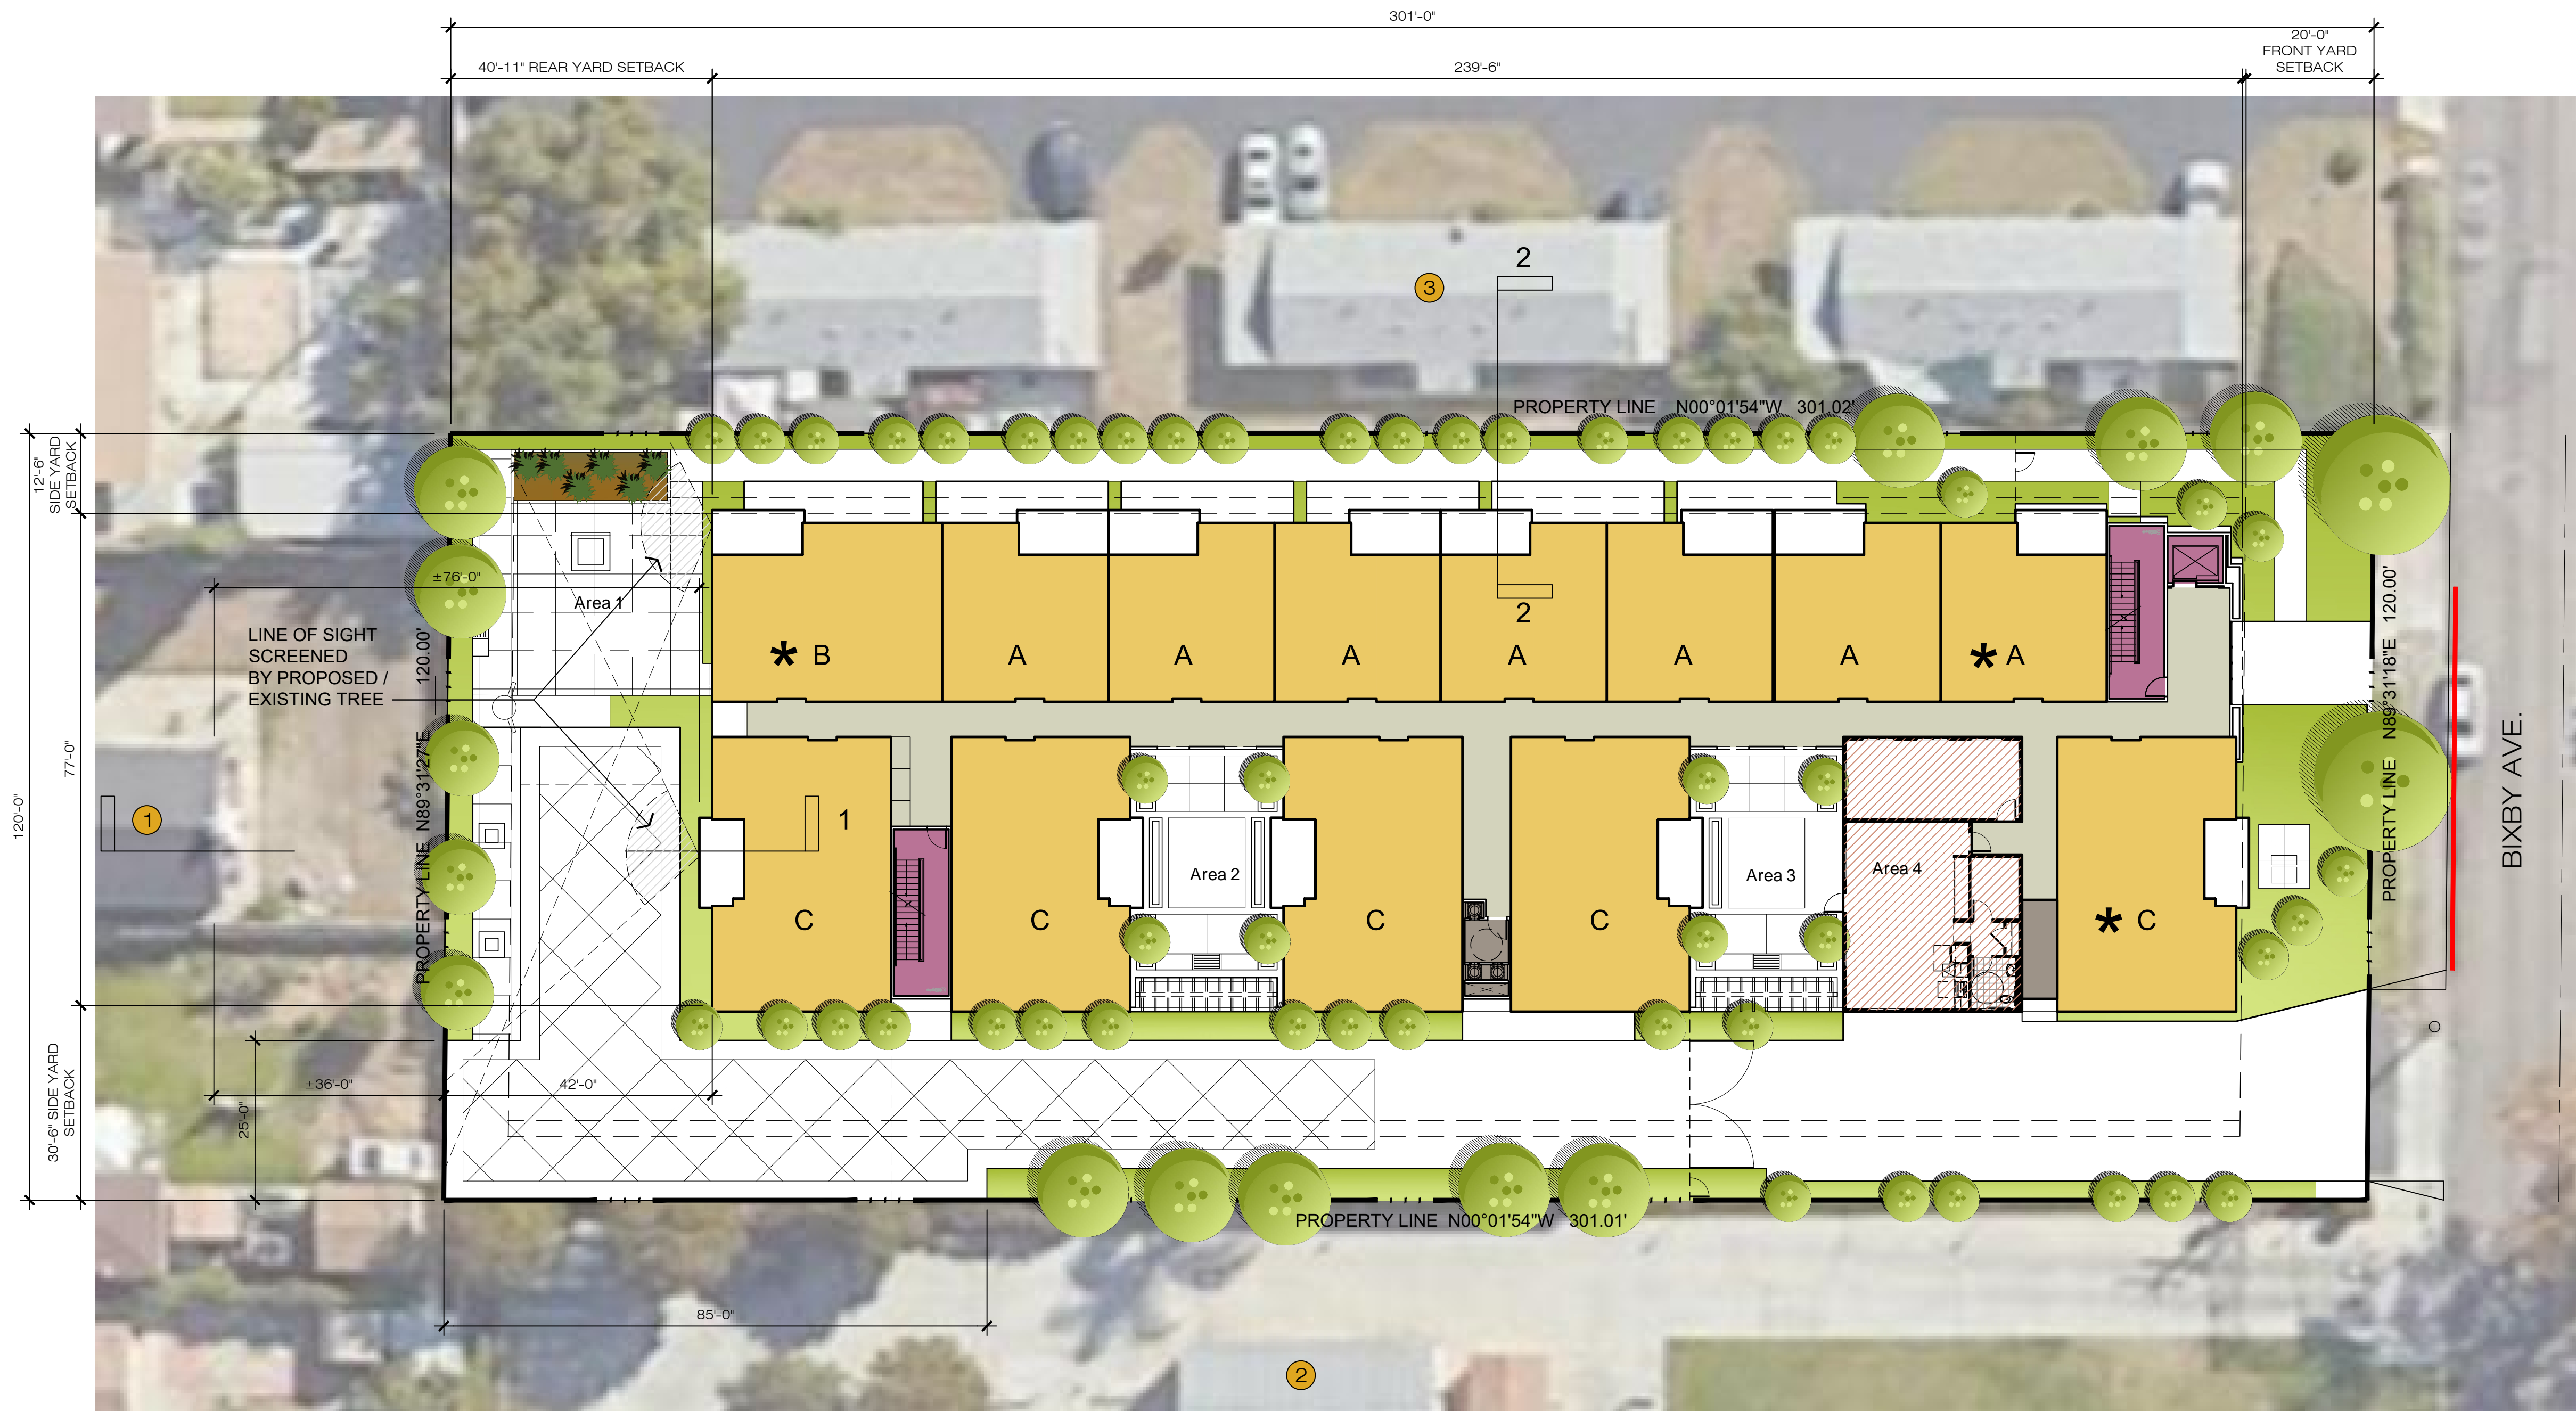 301'-0"
20'-0"
FRONT YARD
SETBACK
40'-11" REAR YARD SETBACK
239'-6"
2
3
PROPERTY LINE N00°01'54"W 301.02'
12'-6"
SIDE YARD
SETBACK
±76'-0"
Area 1
2
LINE OF SIGHT
SCREENED
BY PROPOSED /
EXISTING TREE
* B
A
A
A
A
A
A
* A
PROPERTY LINE N89°31'27"E 120.00'
PROPERTY LINE N89°31'18"E 120.00'
BIXBY AVE.
77'-0"
120'-0"
1
1
Area 2
Area 3
Area 4
C
C
C
C
* C
±36'-0"
42'-0"
25'-0"
30'-6" SIDE YARD
SETBACK
PROPERTY LINE N00°01'54"W 301.01'
85'-0"
2